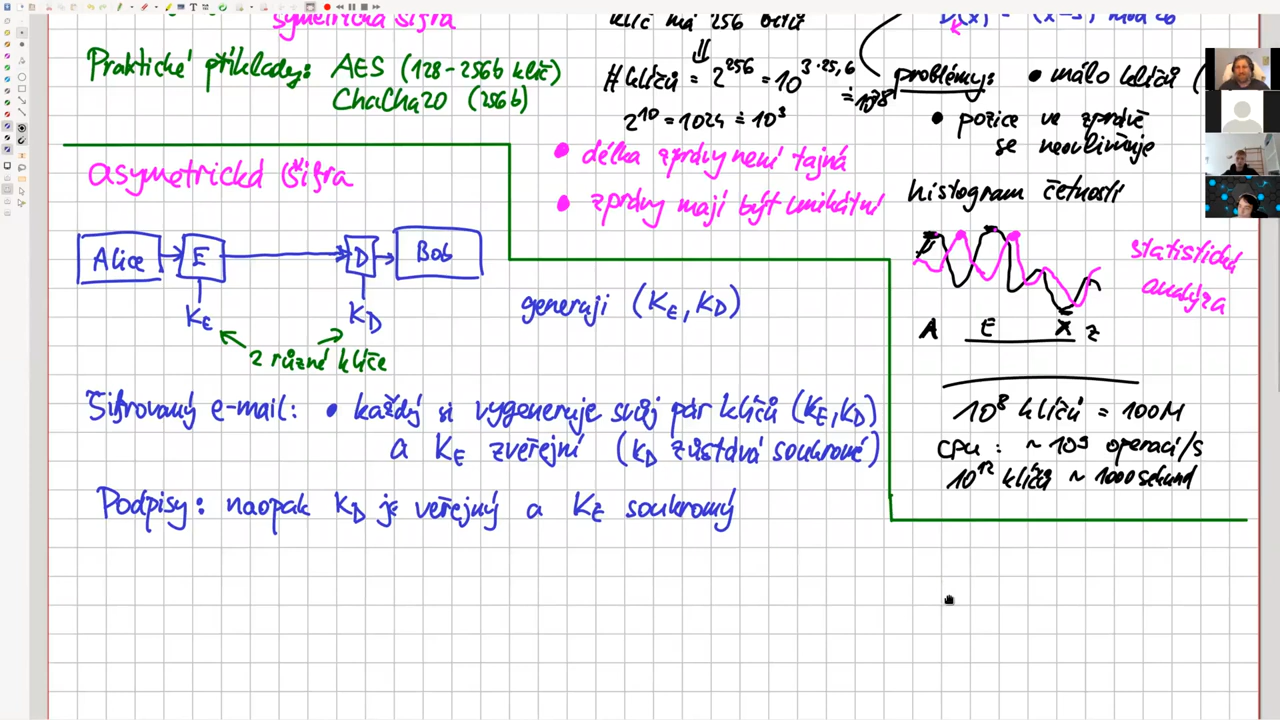 symetrická šifra
Praktické příklady: AES (128-256b klíč)
ChaCha20 (256b)
klíč má 256 bitů
⇓
# klíčů = 2^256 = 10^3·25,6
≐ 10^78
2^10 = 1024 ≐ 10^3
• délka zprávy není tajná
• zprávy mají být unikátní
problémy: • málo klíčů (
• pozice ve zprávě
se neovlivňuje
histogram četností
statistická
analýza
A E X Z
10^8 klíčů = 100M
CPU: ~ 10^9 operací/s
10^12 klíčů ~ 1000 sekund
asymetrická šifra
Alice E D Bob
K_E K_D
2 různé klíče
generuji (K_E, K_D)
Šifrovaný e-mail: • každý si vygeneruje svůj pár klíčů (K_E, K_D)
a K_E zveřejní (K_D zůstává soukromé)
Podpisy: naopak K_D je veřejný a K_E soukromý